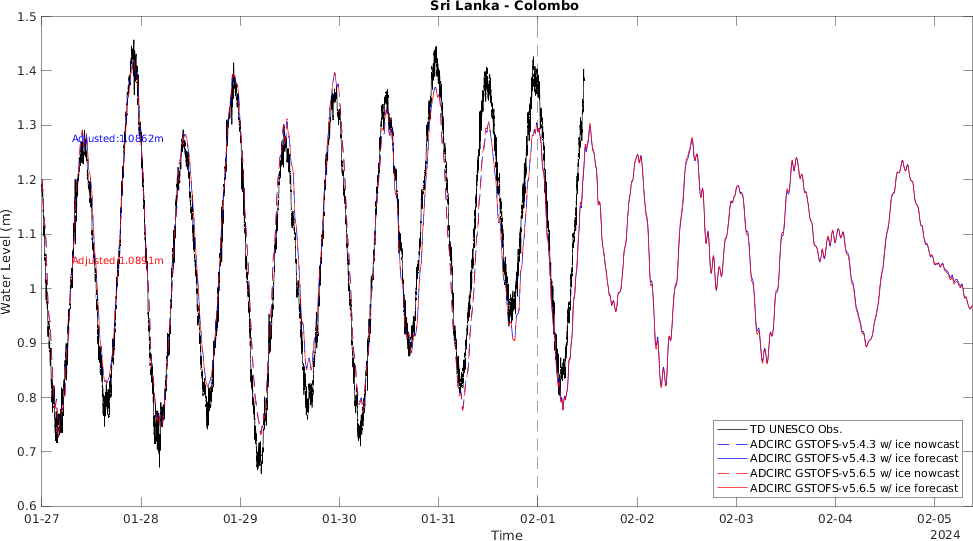 Sri Lanka - Colombo
1.5
1.4
1.3
1.2
1.1
1
0.9
0.8
0.7
0.6
Water Level (m)
Adjusted:1.0862m
Adjusted:1.0891m
TD UNESCO Obs.
ADCIRC GSTOFS-v5.4.3 w/ ice nowcast
ADCIRC GSTOFS-v5.4.3 w/ ice forecast
ADCIRC GSTOFS-v5.6.5 w/ ice nowcast
ADCIRC GSTOFS-v5.6.5 w/ ice forecast
01-27 01-28 01-29 01-30 01-31 02-01 02-02 02-03 02-04 02-05
Time
2024